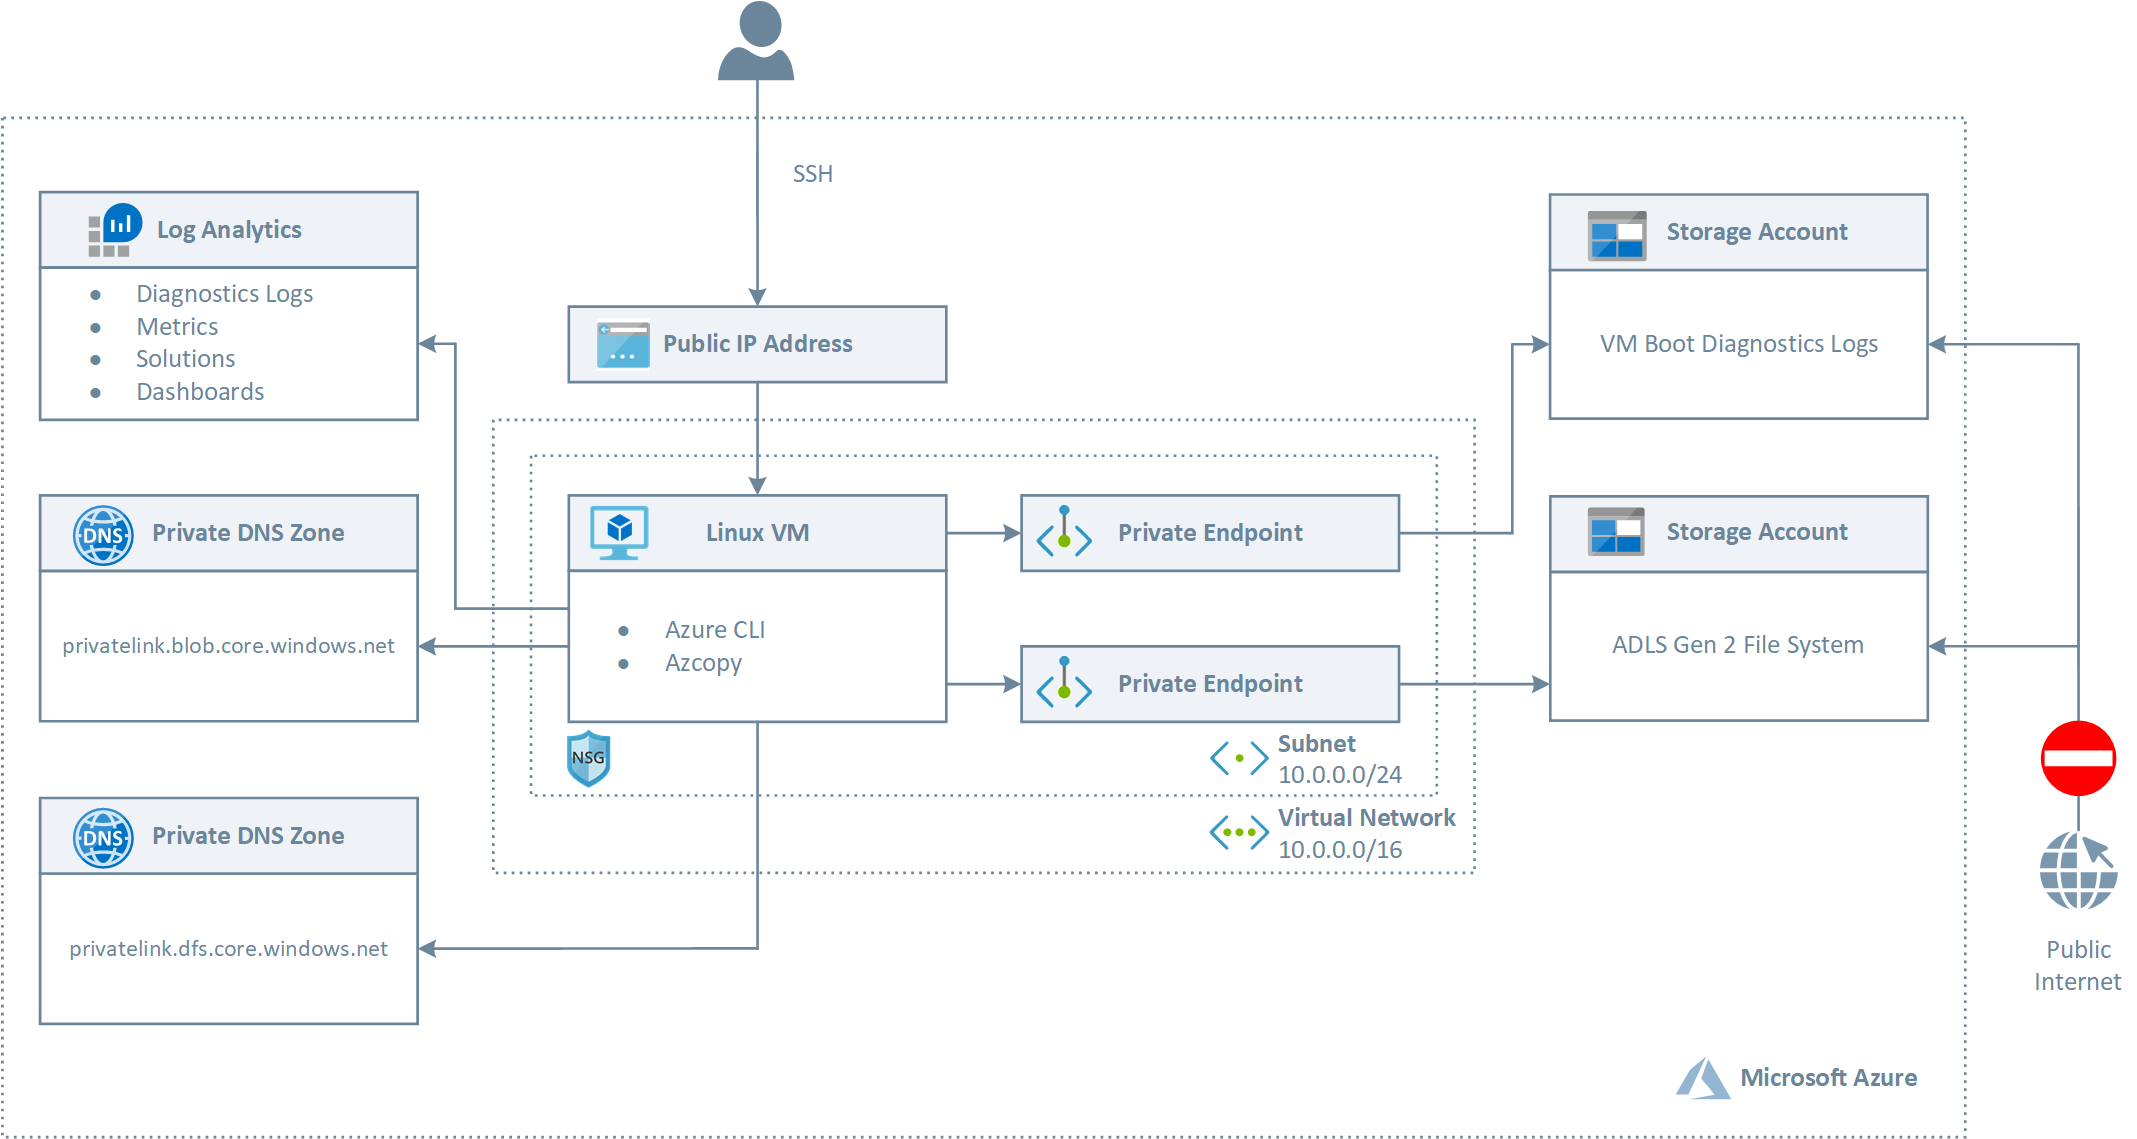 SSH
Log Analytics
• Diagnostics Logs
• Metrics
• Solutions
• Dashboards
Public IP Address
Storage Account
VM Boot Diagnostics Logs
Private DNS Zone
privatelink.blob.core.windows.net
Linux VM
• Azure CLI
• Azcopy
NSG
Private Endpoint
Private Endpoint
Subnet
10.0.0.0/24
Virtual Network
10.0.0.0/16
Storage Account
ADLS Gen 2 File System
DNS
Private DNS Zone
privatelink.dfs.core.windows.net
DNS
Public
Internet
Microsoft Azure